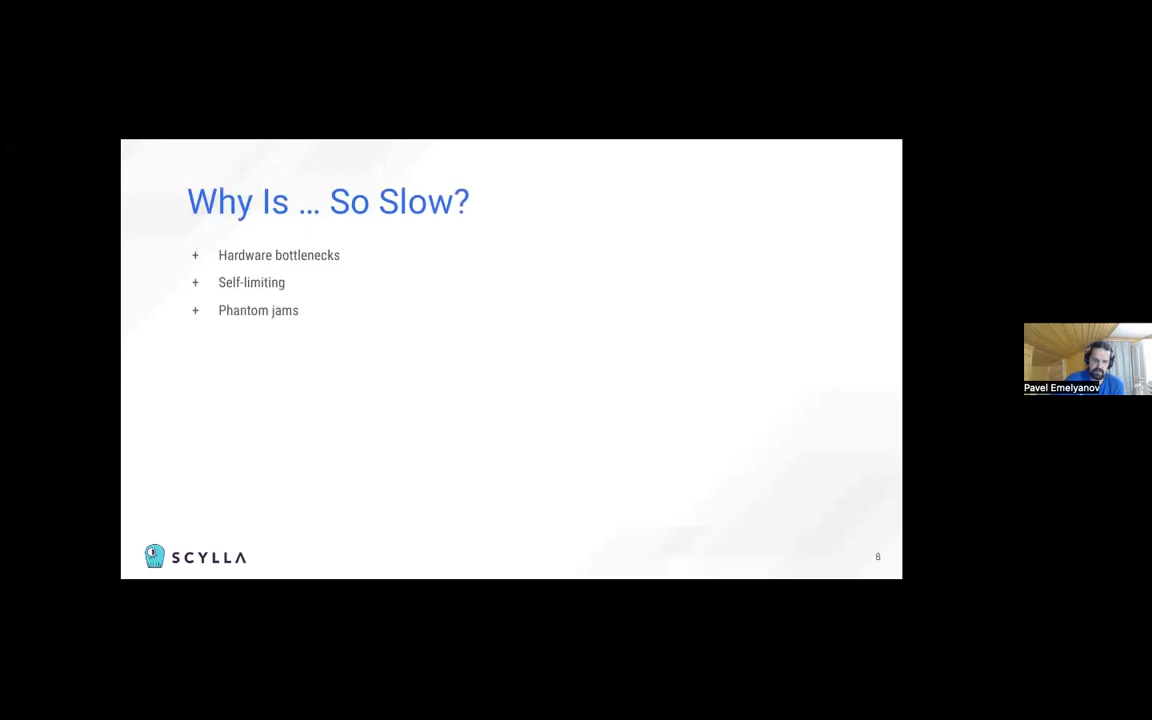 Why Is ... So Slow?
+ Hardware bottlenecks
+ Self-limiting
+ Phantom jams
SCYLLA
8
Pavel Emelyanov